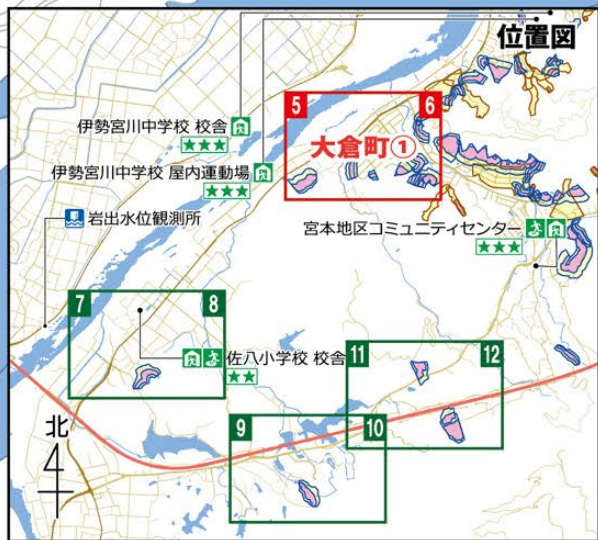 位置図
5 6
伊勢宮川中学校 校舎
★★★
大倉町①
伊勢宮川中学校 屋内運動場
★★★
岩出水位観測所
宮本地区コミュニティセンター
★★★
7 8
佐八小学校 校舎
★★
11 12
9 10
北